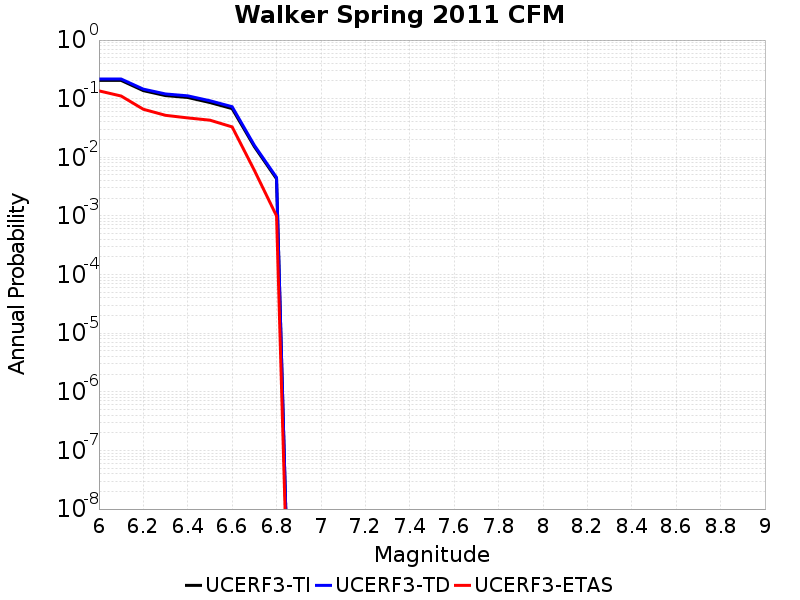 Walker Spring 2011 CFM
Annual Probability
10^0
10^-1
10^-2
10^-3
10^-4
10^-5
10^-6
10^-7
10^-8
6 6.2 6.4 6.6 6.8 7 7.2 7.4 7.6 7.8 8 8.2 8.4 8.6 8.8 9
Magnitude
UCERF3-TI UCERF3-TD UCERF3-ETAS